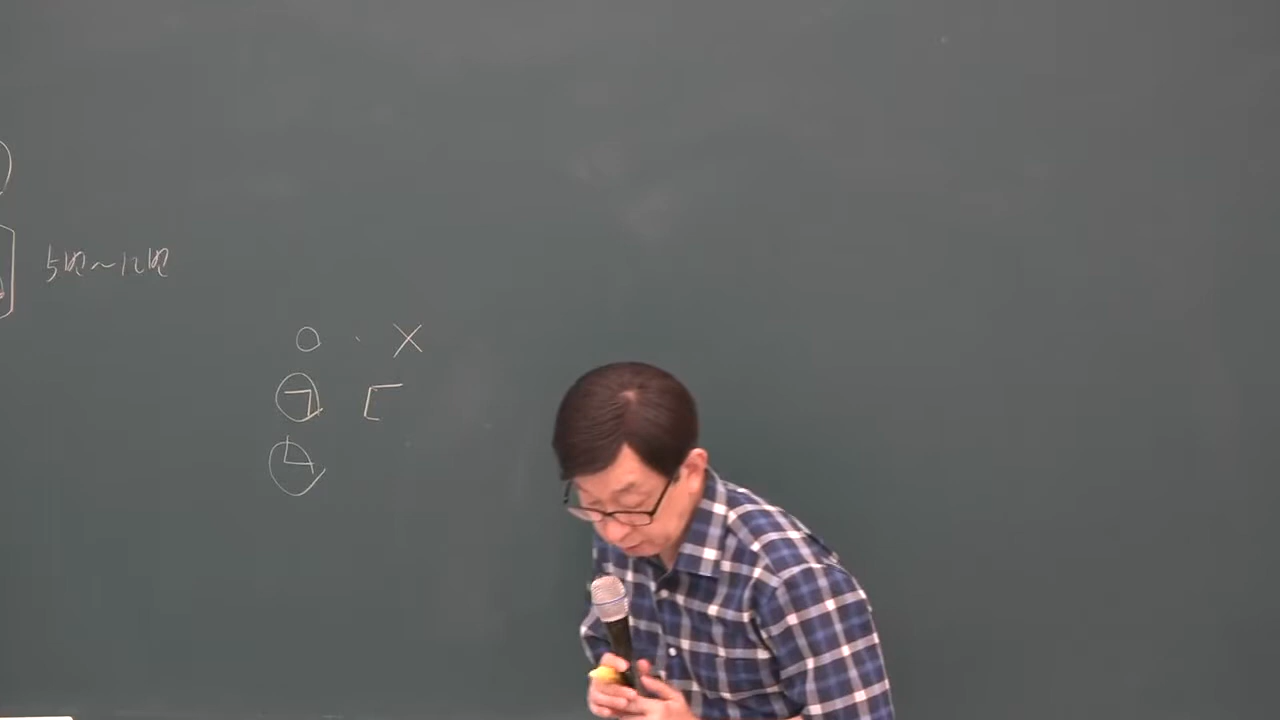 5번~12번
○ · ×
㉠ ㄷ
㉡